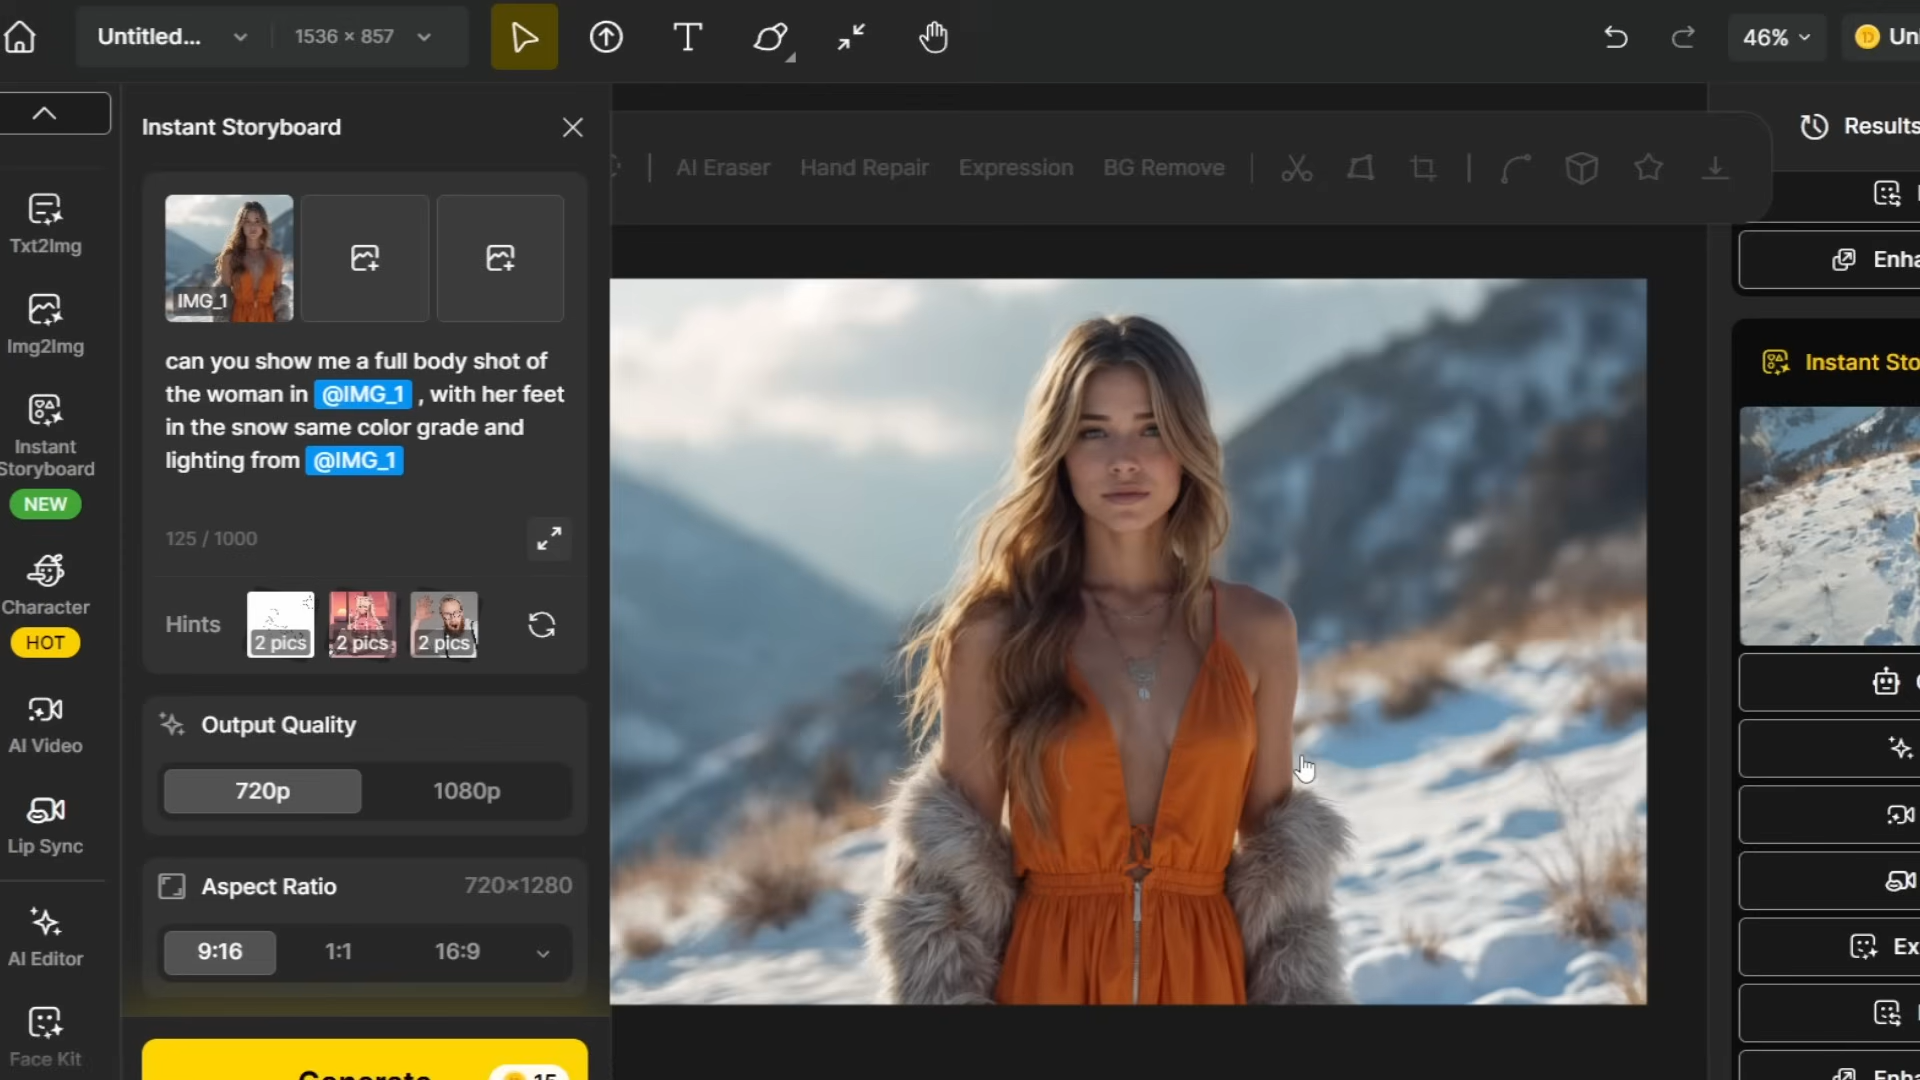 Untitled...
1536 × 857
46%
Instant Storyboard
AI Eraser
Hand Repair
Expression
BG Remove
Results
Txt2Img
Img2Img
Instant
Storyboard
NEW
Character
HOT
AI Video
Lip Sync
AI Editor
Face Kit
IMG_1
can you show me a full body shot of
the woman in @IMG_1 , with her feet
in the snow same color grade and
lighting from @IMG_1
125 / 1000
Hints
2 pics
2 pics
2 pics
Output Quality
720p
1080p
Aspect Ratio
720×1280
9:16
1:1
16:9
Generate
15
Instant